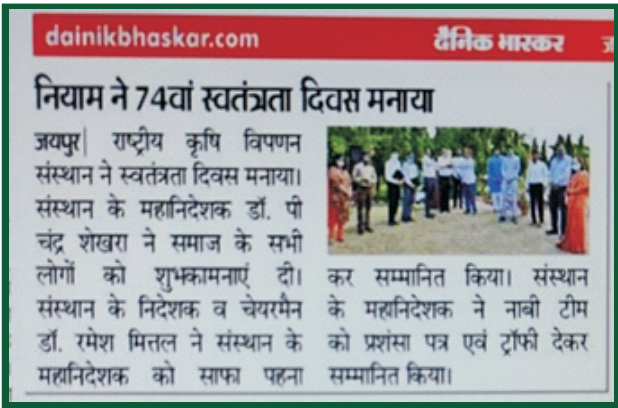 dainikbhaskar.com
दैनिक भास्कर
नियाम ने 74वां स्वतंत्रता दिवस मनाया
जयपुर| राष्ट्रीय कृषि विपणन
संस्थान ने स्वतंत्रता दिवस मनाया।
संस्थान के महानिदेशक डॉ. पी
चंद्र शेखरा ने समाज के सभी
लोगों को शुभकामनाएं दी।
संस्थान के निदेशक व चेयरमैन
डॉ. रमेश मित्तल ने संस्थान के
महानिदेशक को साफा पहना
कर सम्मानित किया। संस्थान
के महानिदेशक ने नाबी टीम
को प्रशंसा पत्र एवं ट्रॉफी देकर
सम्मानित किया।